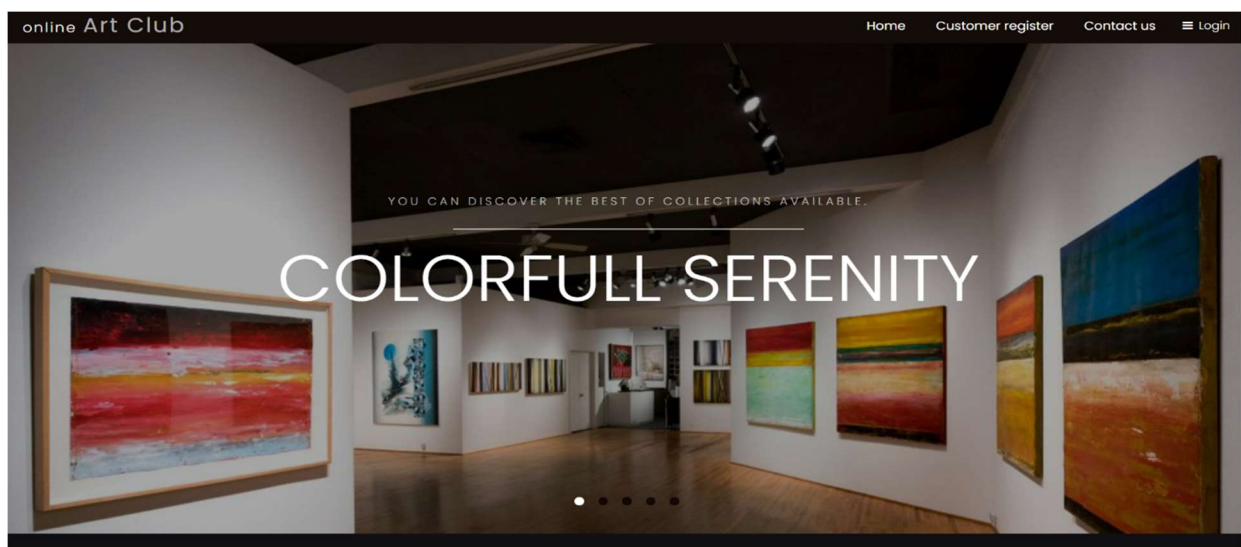 online Art Club
Home Customer register Contact us Login
YOU CAN DISCOVER THE BEST OF COLLECTIONS AVAILABLE.
COLORFULL SERENITY